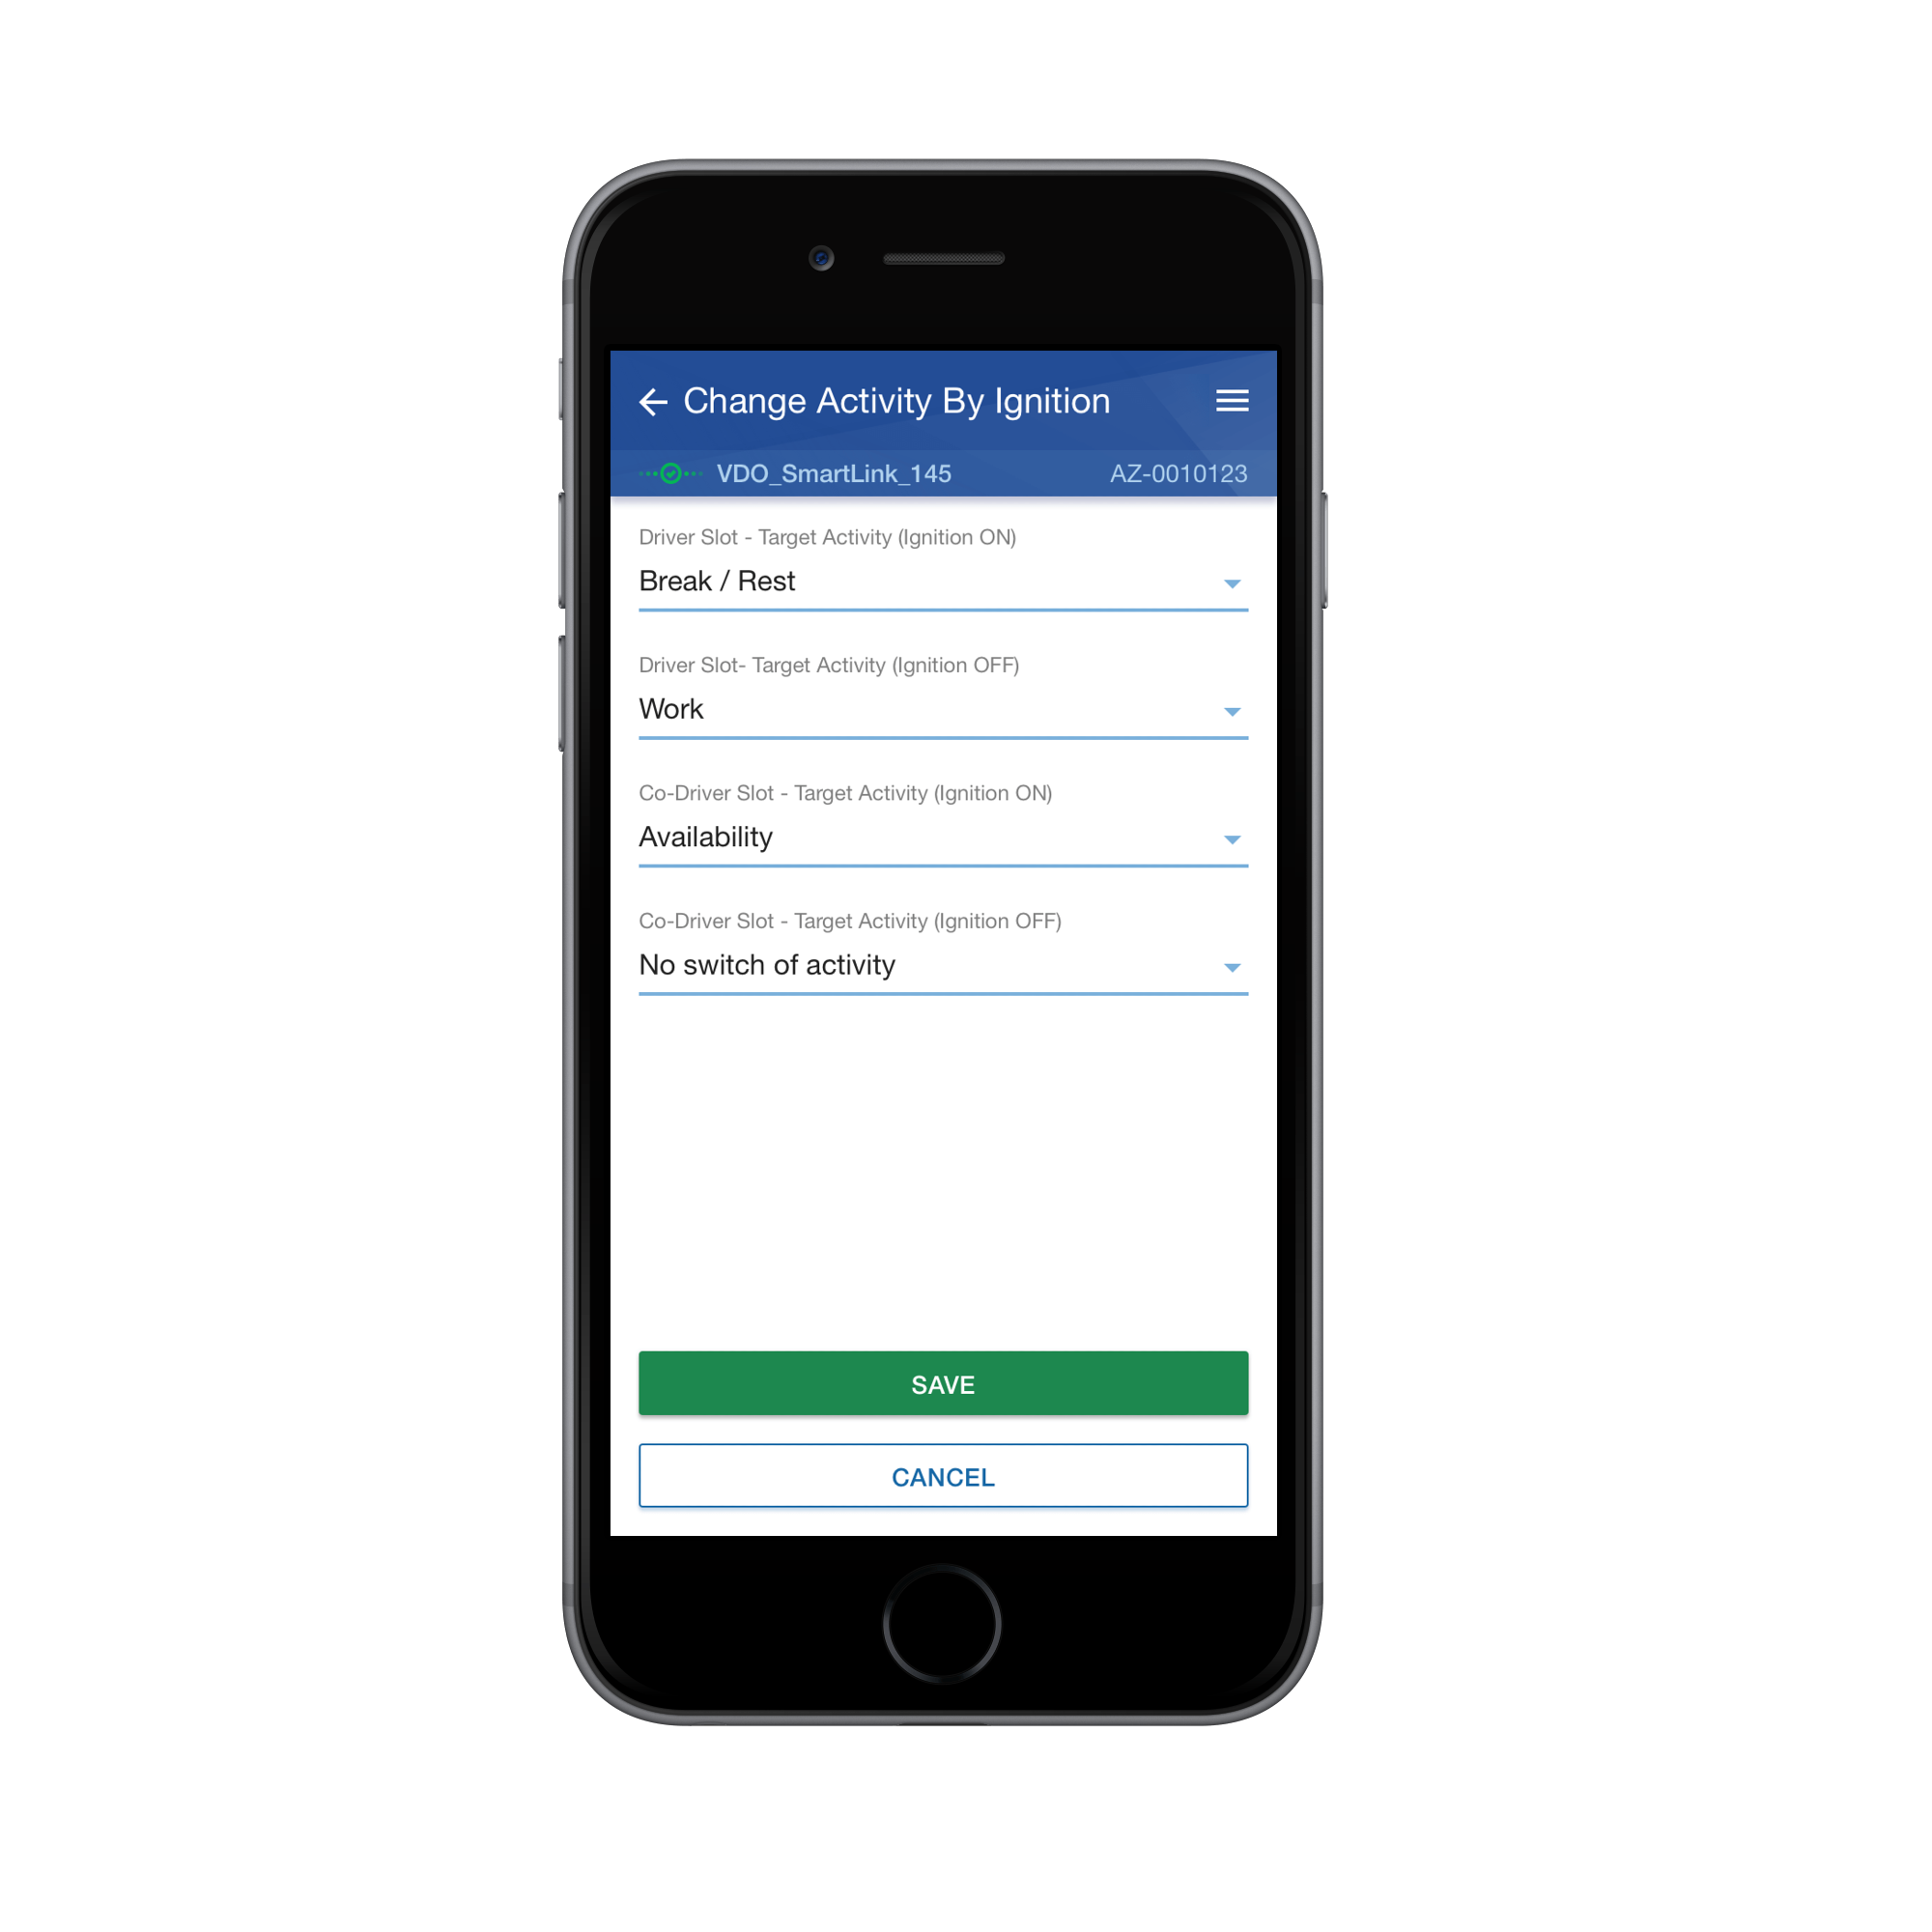 Change Activity By Ignition
VDO_SmartLink_145 AZ-0010123
Driver Slot - Target Activity (Ignition ON)
Break / Rest
Driver Slot- Target Activity (Ignition OFF)
Work
Co-Driver Slot - Target Activity (Ignition ON)
Availability
Co-Driver Slot - Target Activity (Ignition OFF)
No switch of activity
SAVE
CANCEL